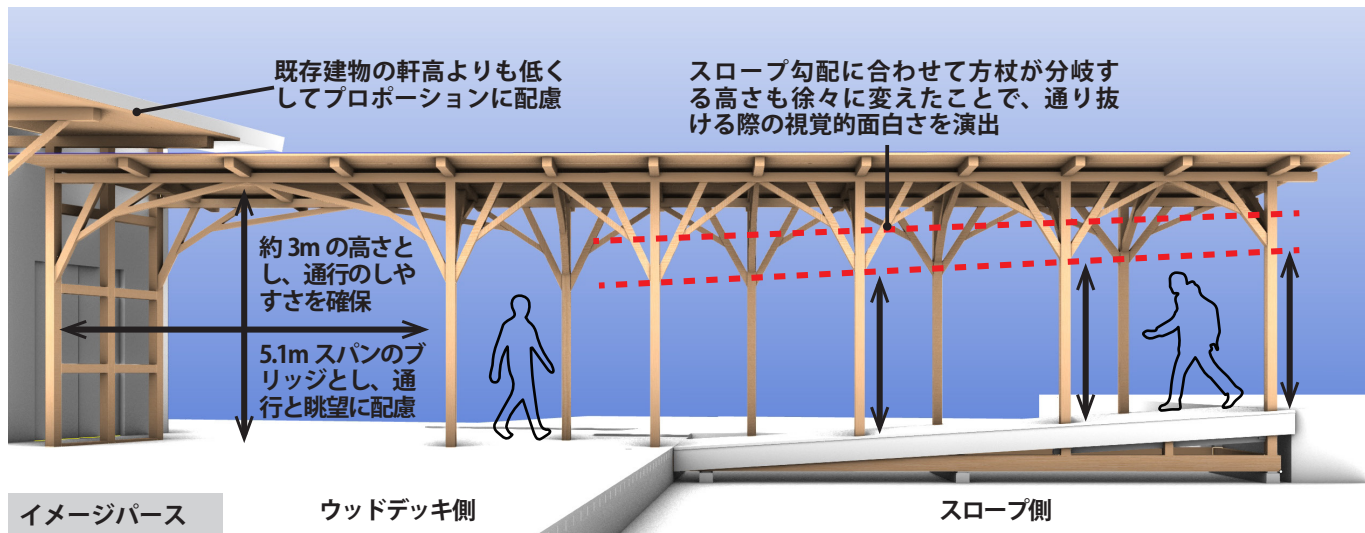 既存建物の軒高よりも低く
してプロポーションに配慮
スロープ勾配に合わせて方杖が分岐す
る高さも徐々に変えたことで、通り抜
ける際の視覚的面白さを演出
約 3m の高さと
し、通行のしや
すさを確保
5.1m スパンのブ
リッジとし、通
行と眺望に配慮
イメージパース
ウッドデッキ側
スロープ側